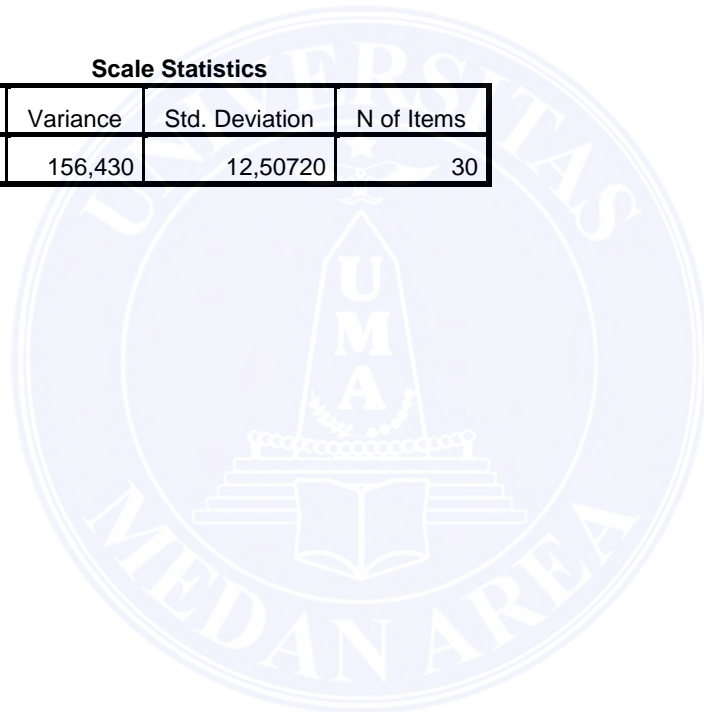 Scale Statistics
Variance Std. Deviation N of Items
156,430 12,50720 30
UNIVERSITAS
U
M
A
MEDAN AREA